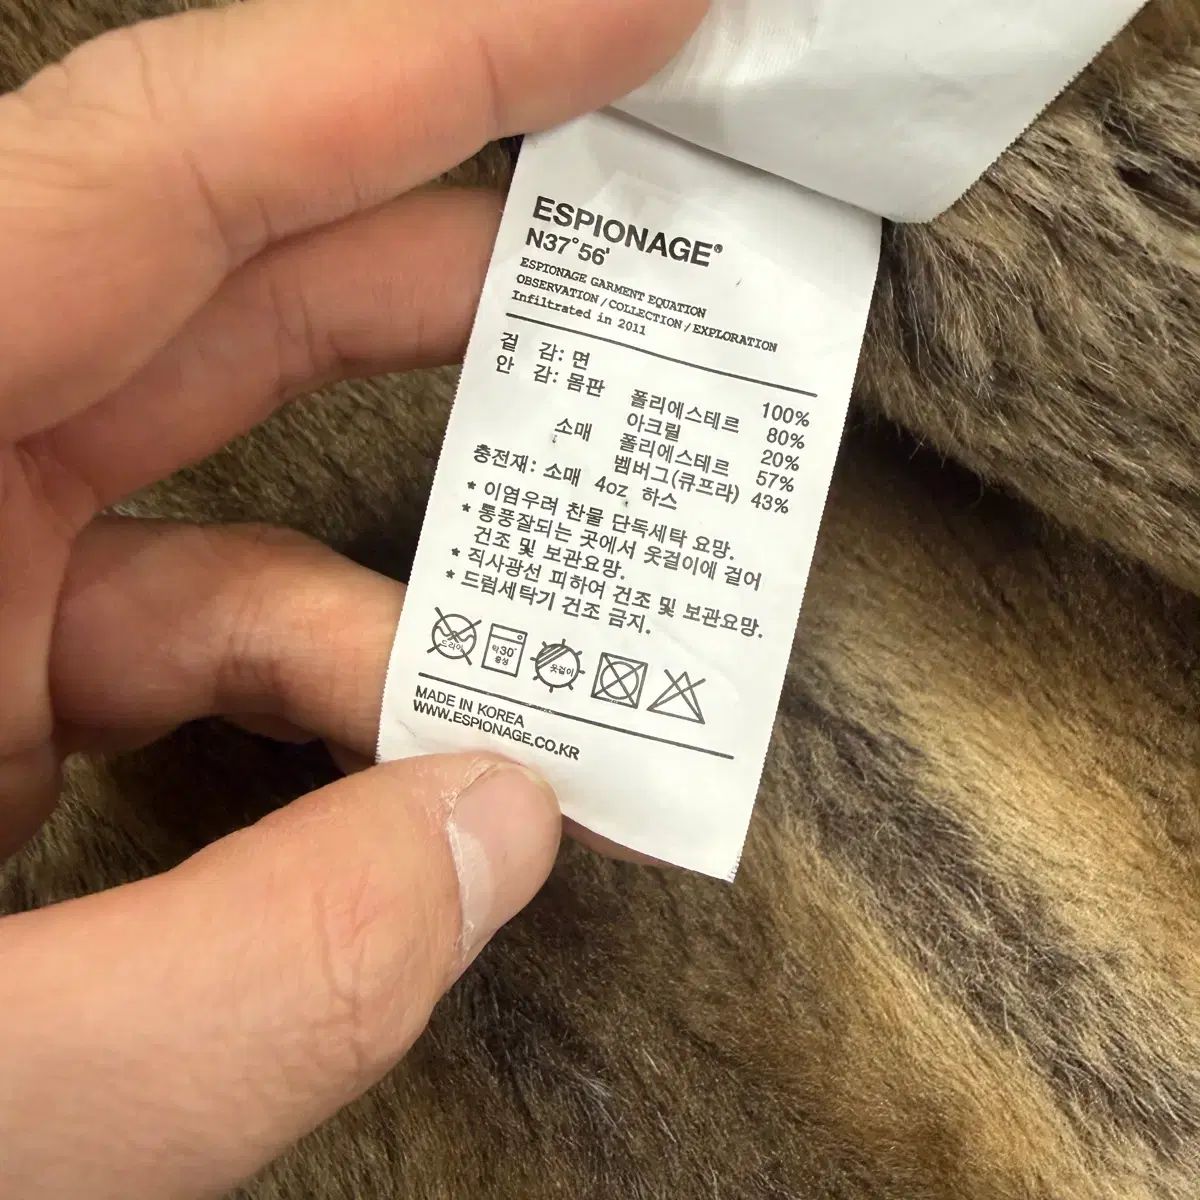 ESPIONAGE®
N37°56'
ESPIONAGE GARMENT EQUATION
OBSERVATION/COLLECTION/EXPLORATION
Infiltrated in 2011
겉 감: 면 100%
안 감: 몸판 폴리에스테르 80%
아크릴 20%
소매 폴리에스테르 57%
벰버그(큐프라) 43%
충전재: 소매 4oz 하스
* 이염우려 찬물 단독세탁 요망.
* 통풍잘되는 곳에서 옷걸이에 걸어
건조 및 보관요망.
* 직사광선 피하여 건조 및 보관요망.
* 드럼세탁기 건조 금지.
드라이
약30°
중성
옷걸이
MADE IN KOREA
WWW.ESPIONAGE.CO.KR